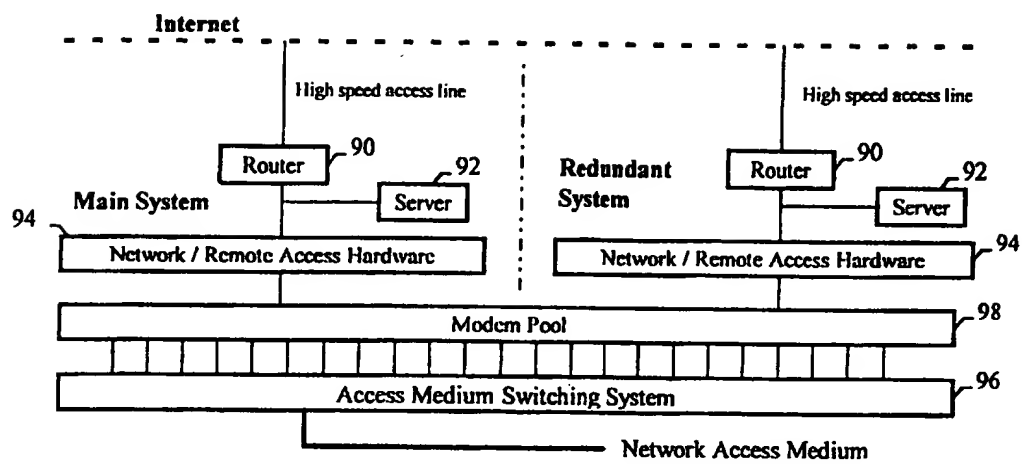 Internet
High speed access line
High speed access line
Router
90
Router
90
92
Server
92
Server
Main System
Redundant
System
94
Network / Remote Access Hardware
Network / Remote Access Hardware
94
Modem Pool
98
Access Medium Switching System
96
Network Access Medium